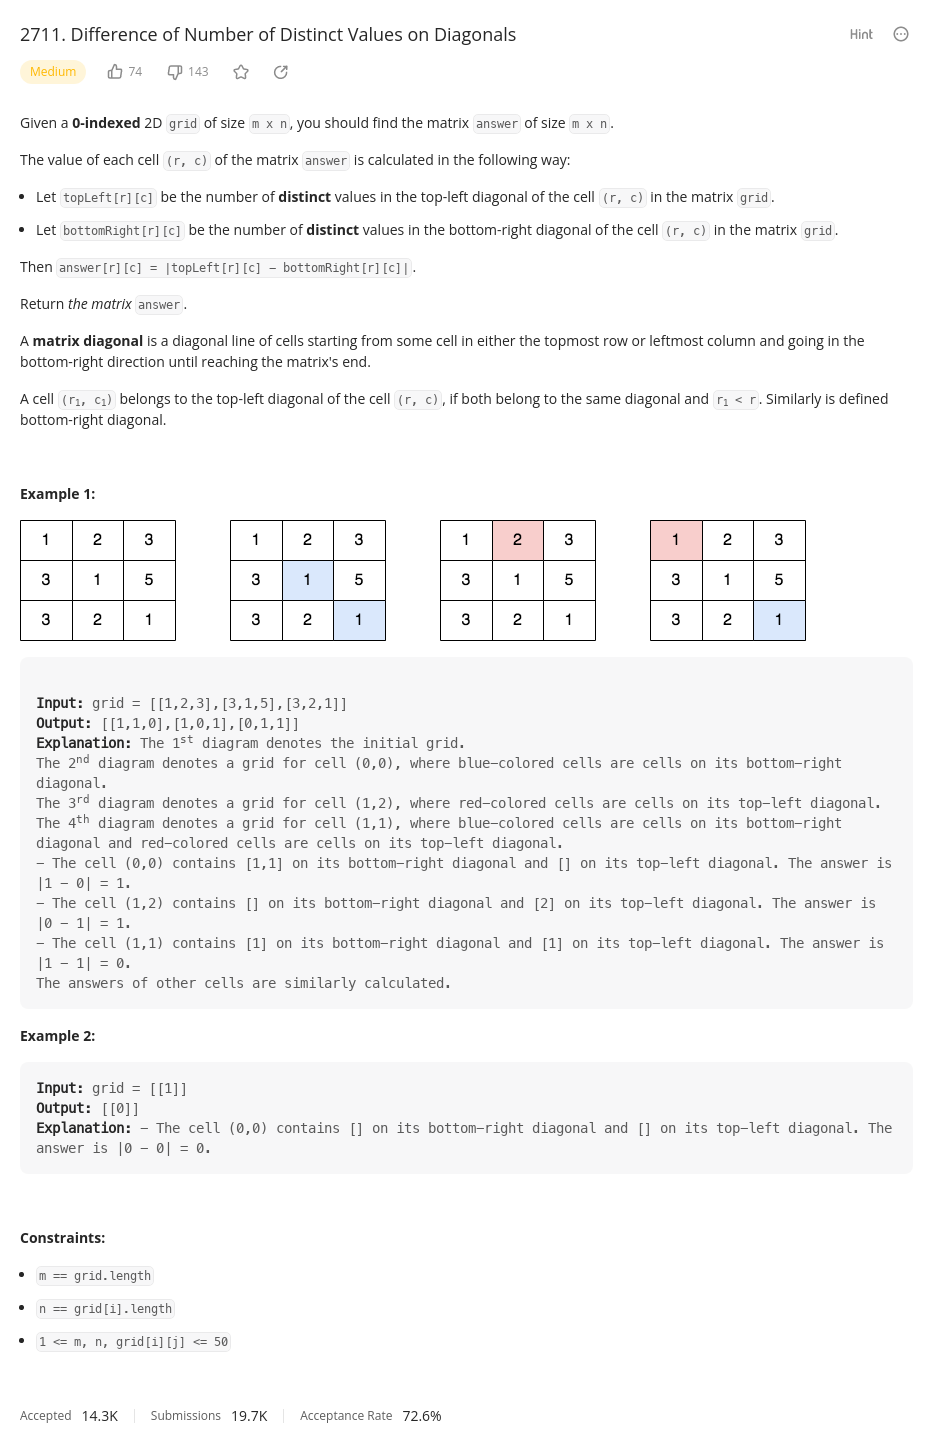 2711. Difference of Number of Distinct Values on Diagonals
Hint
Medium 74 143
Given a 0-indexed 2D grid of size m x n, you should find the matrix answer of size m x n.
The value of each cell (r, c) of the matrix answer is calculated in the following way:
• Let topLeft[r][c] be the number of distinct values in the top-left diagonal of the cell (r, c) in the matrix grid.
• Let bottomRight[r][c] be the number of distinct values in the bottom-right diagonal of the cell (r, c) in the matrix grid.
Then answer[r][c] = |topLeft[r][c] - bottomRight[r][c]|.
Return the matrix answer.
A matrix diagonal is a diagonal line of cells starting from some cell in either the topmost row or leftmost column and going in the
bottom-right direction until reaching the matrix's end.
A cell (r₁, c₁) belongs to the top-left diagonal of the cell (r, c), if both belong to the same diagonal and r₁ < r. Similarly is defined
bottom-right diagonal.
Example 1:
1 2 3 1 2 3 1 2 3 1 2 3
3 1 5 3 1 5 3 1 5 3 1 5
3 2 1 3 2 1 3 2 1 3 2 1
Input: grid = [[1,2,3],[3,1,5],[3,2,1]]
Output: [[1,1,0],[1,0,1],[0,1,1]]
Explanation: The 1st diagram denotes the initial grid.
The 2nd diagram denotes a grid for cell (0,0), where blue-colored cells are cells on its bottom-right
diagonal.
The 3rd diagram denotes a grid for cell (1,2), where red-colored cells are cells on its top-left diagonal.
The 4th diagram denotes a grid for cell (1,1), where blue-colored cells are cells on its bottom-right
diagonal and red-colored cells are cells on its top-left diagonal.
- The cell (0,0) contains [1,1] on its bottom-right diagonal and [] on its top-left diagonal. The answer is
|1 - 0| = 1.
- The cell (1,2) contains [] on its bottom-right diagonal and [2] on its top-left diagonal. The answer is
|0 - 1| = 1.
- The cell (1,1) contains [1] on its bottom-right diagonal and [1] on its top-left diagonal. The answer is
|1 - 1| = 0.
The answers of other cells are similarly calculated.
Example 2:
Input: grid = [[1]]
Output: [[0]]
Explanation: - The cell (0,0) contains [] on its bottom-right diagonal and [] on its top-left diagonal. The
answer is |0 - 0| = 0.
Constraints:
• m == grid.length
• n == grid[i].length
• 1 <= m, n, grid[i][j] <= 50
Accepted 14.3K Submissions 19.7K Acceptance Rate 72.6%